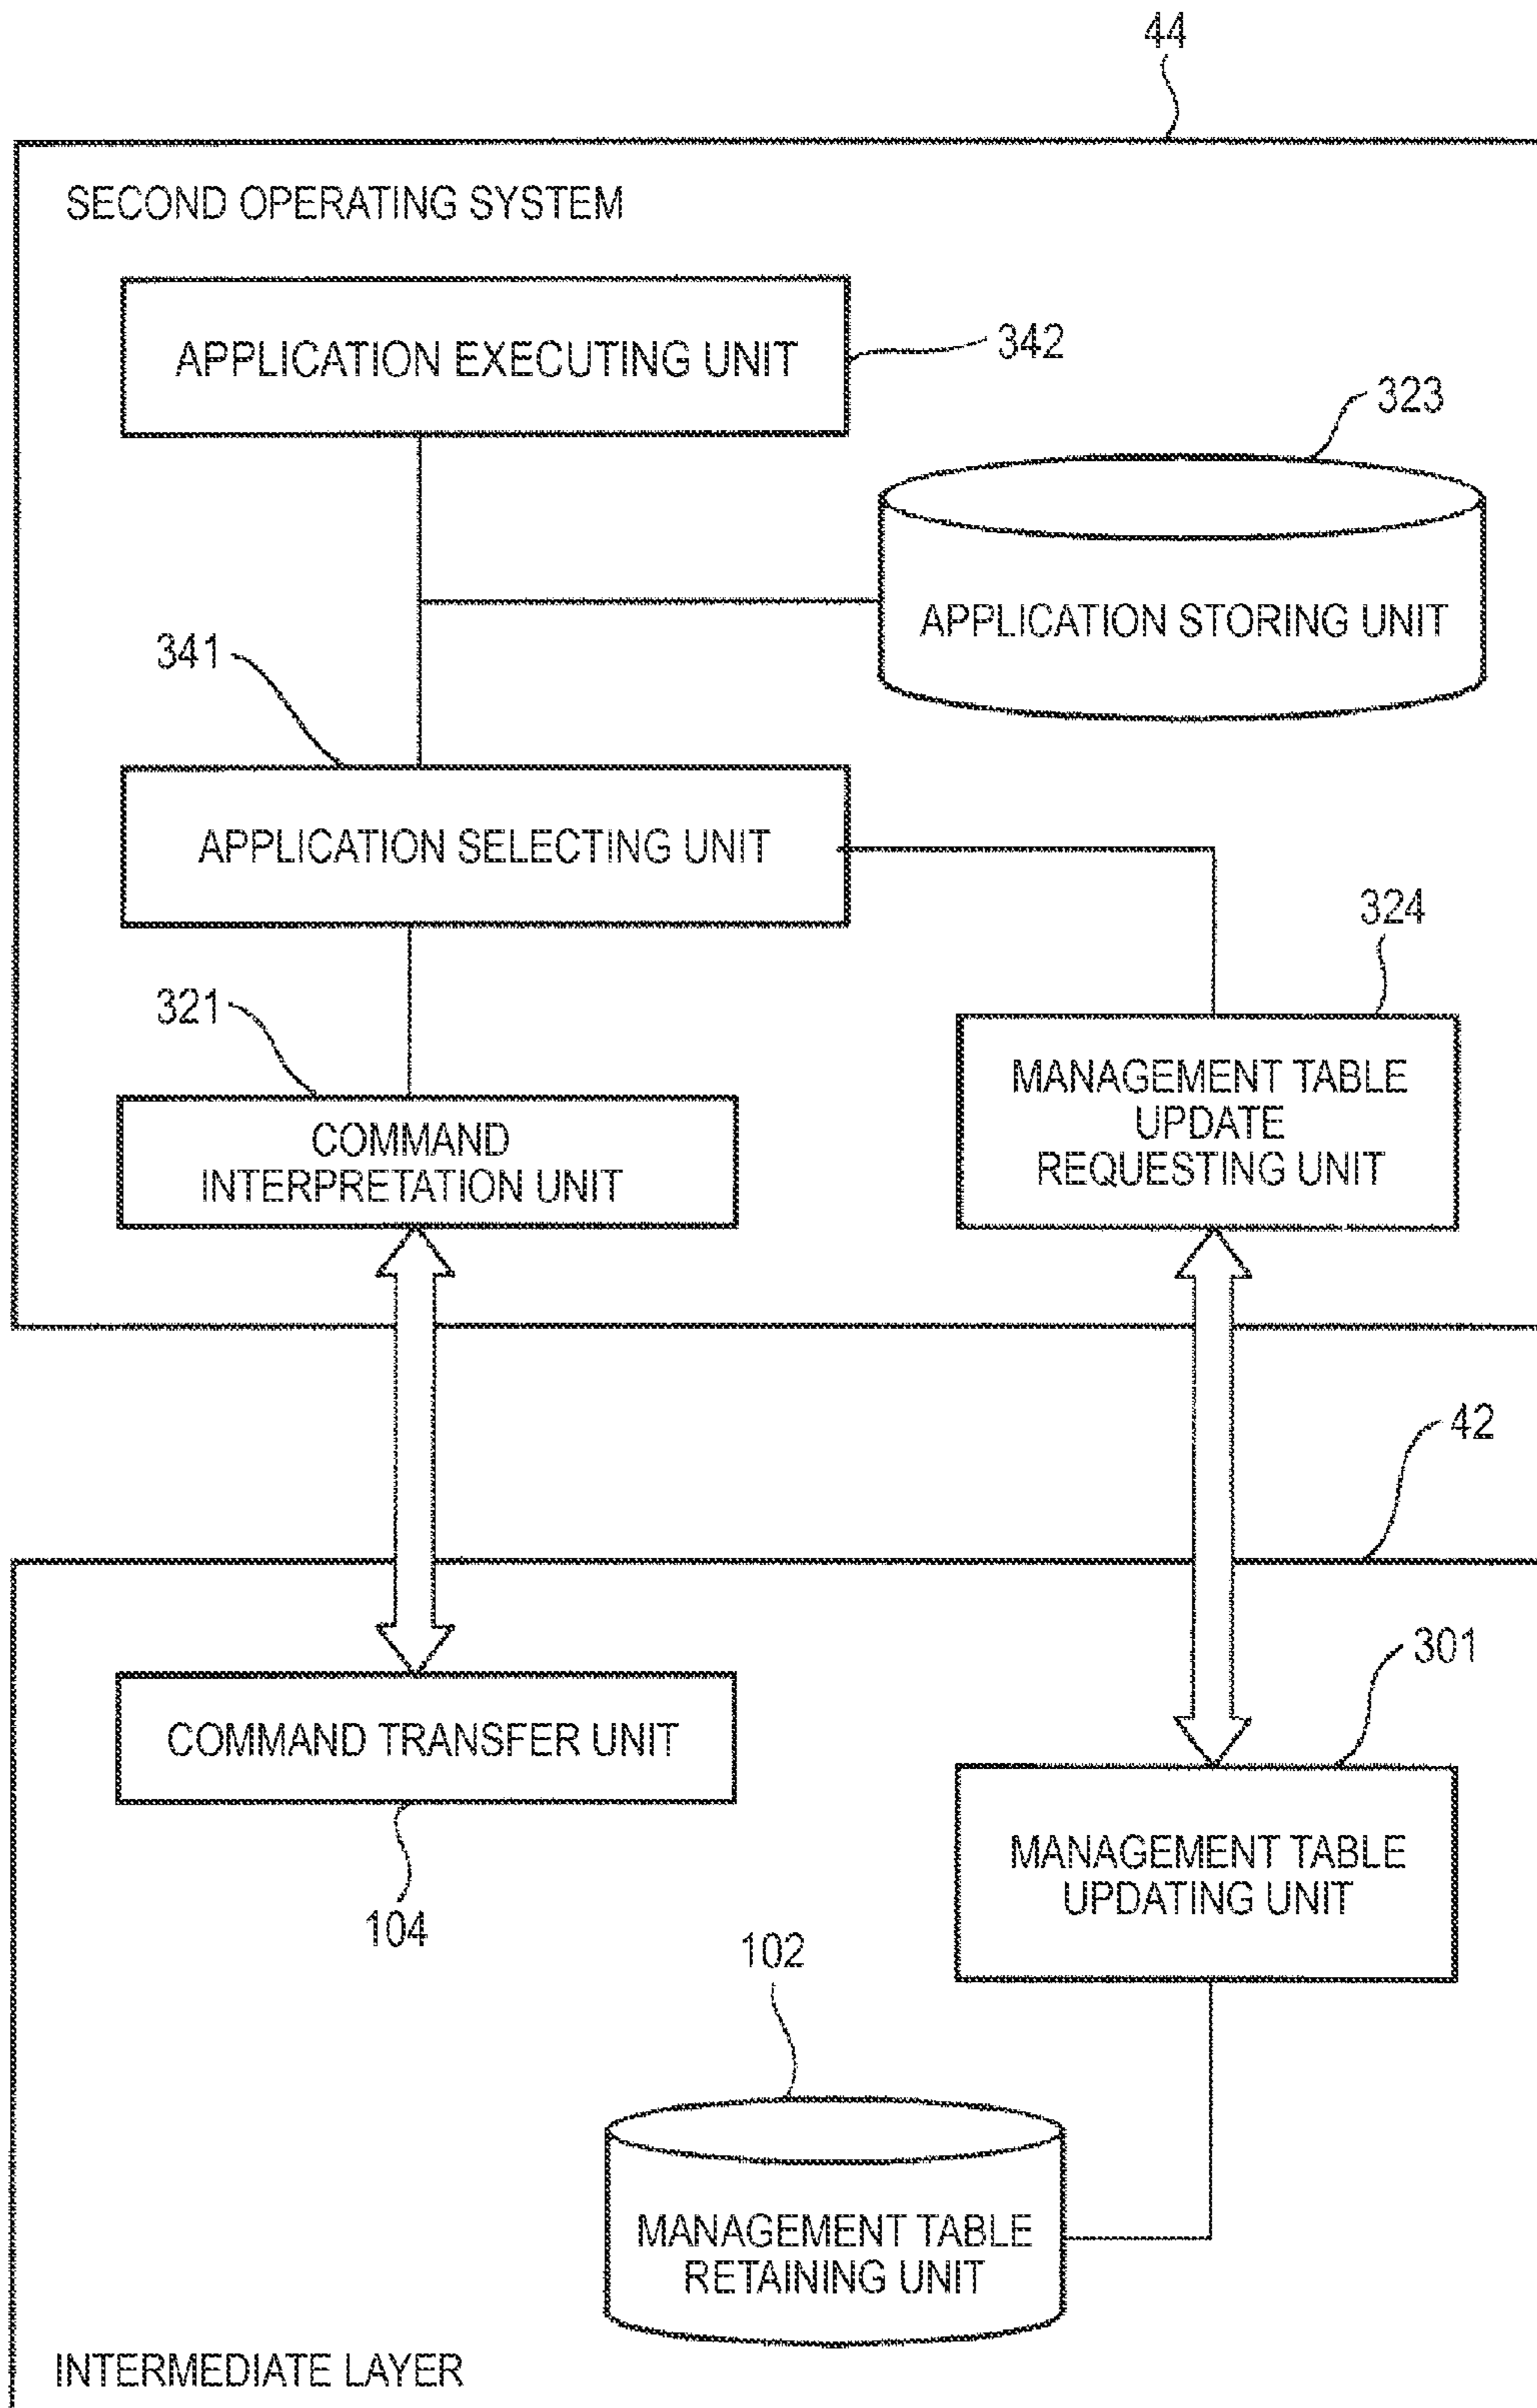 44
SECOND OPERATING SYSTEM
APPLICATION EXECUTING UNIT
342
323
APPLICATION STORING UNIT
341
APPLICATION SELECTING UNIT
324
321
MANAGEMENT TABLE
UPDATE
REQUESTING UNIT
COMMAND
INTERPRETATION UNIT
42
301
COMMAND TRANSFER UNIT
104
MANAGEMENT TABLE
UPDATING UNIT
102
MANAGEMENT TABLE
RETAINING UNIT
INTERMEDIATE LAYER